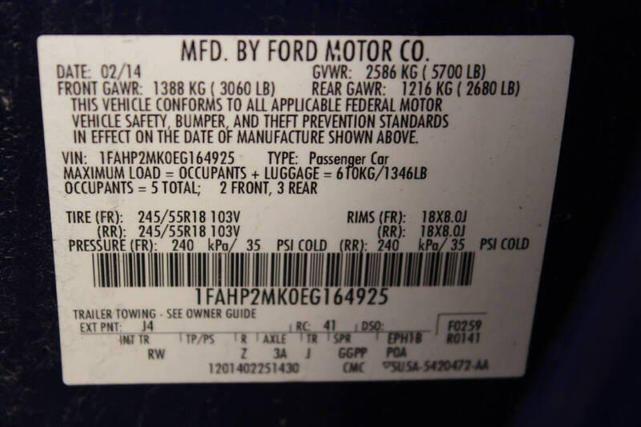 MFD. BY FORD MOTOR CO.
DATE: 02/14 GVWR: 2586 KG ( 5700 LB)
FRONT GAWR: 1388 KG ( 3060 LB) REAR GAWR: 1216 KG ( 2680 LB)
THIS VEHICLE CONFORMS TO ALL APPLICABLE FEDERAL MOTOR
VEHICLE SAFETY, BUMPER, AND THEFT PREVENTION STANDARDS
IN EFFECT ON THE DATE OF MANUFACTURE SHOWN ABOVE.
VIN: 1FAHP2MK0EG164925 TYPE: Passenger Car
MAXIMUM LOAD = OCCUPANTS + LUGGAGE = 610KG/1346LB
OCCUPANTS = 5 TOTAL; 2 FRONT, 3 REAR
TIRE (FR): 245/55R18 103V RIMS (FR): 18X8.0J
(RR): 245/55R18 103V (RR): 18X8.0J
PRESSURE (FR): 240 kPa/ 35 PSI COLD (RR): 240 kPa/ 35 PSI COLD
1FAHP2MK0EG164925
TRAILER TOWING - SEE OWNER GUIDE
EXT PNT: J4 RC: 41 DSO: F0259
INT TR TP/PS R AXLE TR SPR EPH1B R0141
RW Z 3A J GGPP POA
1201402251430 CMC 5U5A-5420472-AA